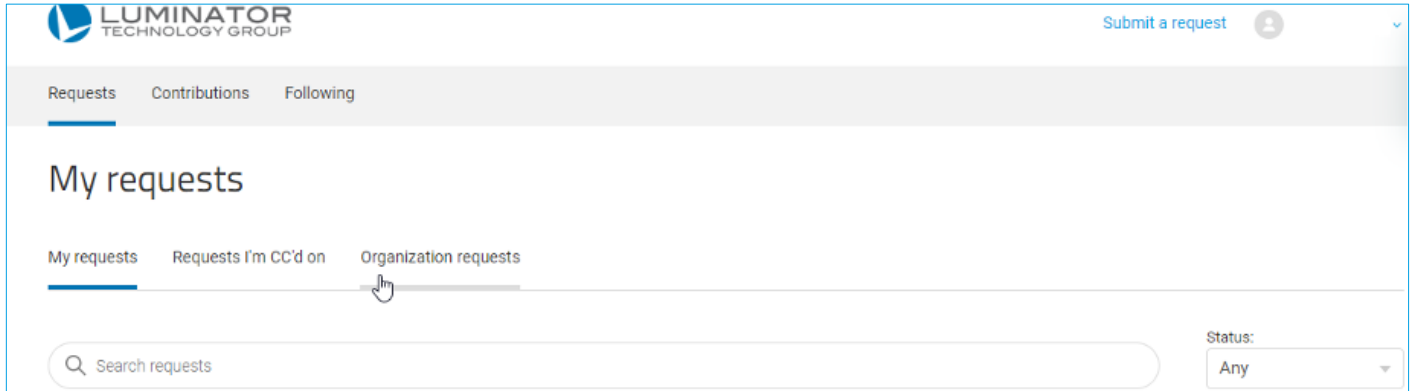 LUMINATOR
TECHNOLOGY GROUP
Submit a request
Requests Contributions Following
My requests
My requests Requests I'm CC'd on Organization requests
Status:
Search requests Any